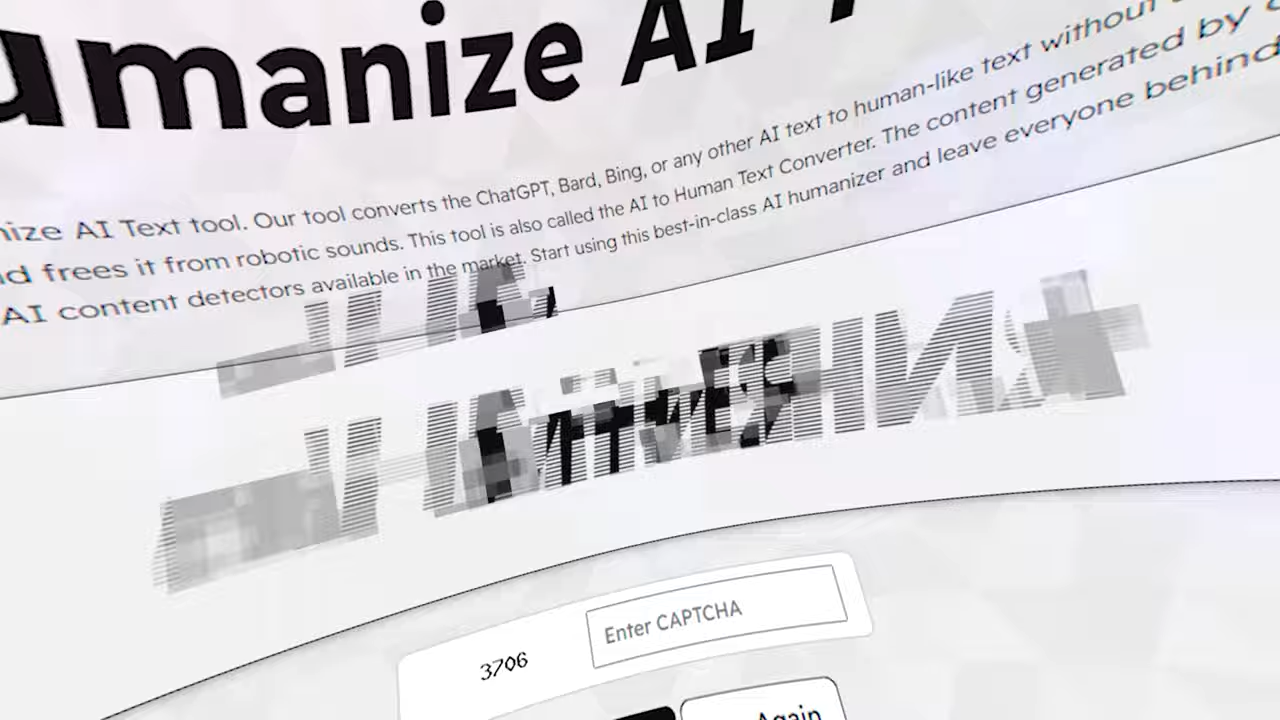 umanize AI
nize AI Text tool. Our tool converts the ChatGPT, Bard, Bing, or any other AI text to human-like text without
nd frees it from robotic sounds. This tool is also called the AI to Human Text Converter. The content generated by
AI content detectors available in the market. Start using this best-in-class AI humanizer and leave everyone behind
3706
Enter CAPTCHA
Again